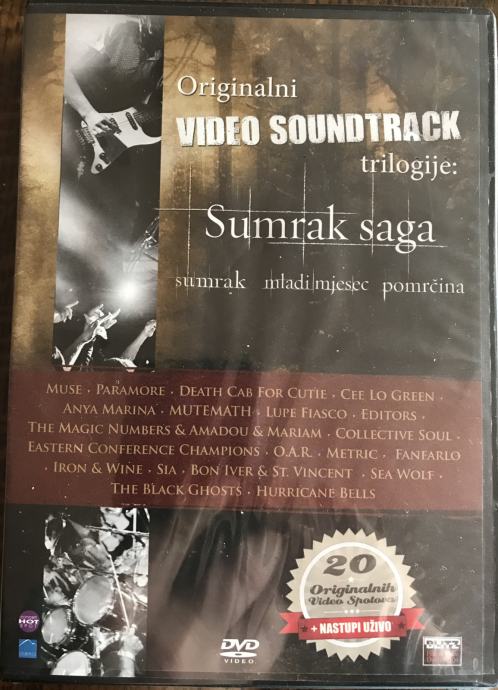 Originalni
VIDEO SOUNDTRACK
trilogije:
Sumrak saga
sumrak mladi mjesec pomrčina
MUSE · PARAMORE · DEATH CAB FOR CUTIE · CEE LO GREEN ·
ANYA MARINA · MUTEMATH · LUPE FIASCO · EDITORS ·
THE MAGIC NUMBERS & AMADOU & MARIAM · COLLECTIVE SOUL ·
EASTERN CONFERENCE CHAMPIONS · O.A.R. · METRIC · FANFARLO
· IRON & WINE · SIA · BON IVER & ST. VINCENT · SEA WOLF ·
THE BLACK GHOSTS · HURRICANE BELLS
20
Originalnih
Video Spotova
+ NASTUPI UŽIVO
HOT
DVD
VIDEO
BLITZ